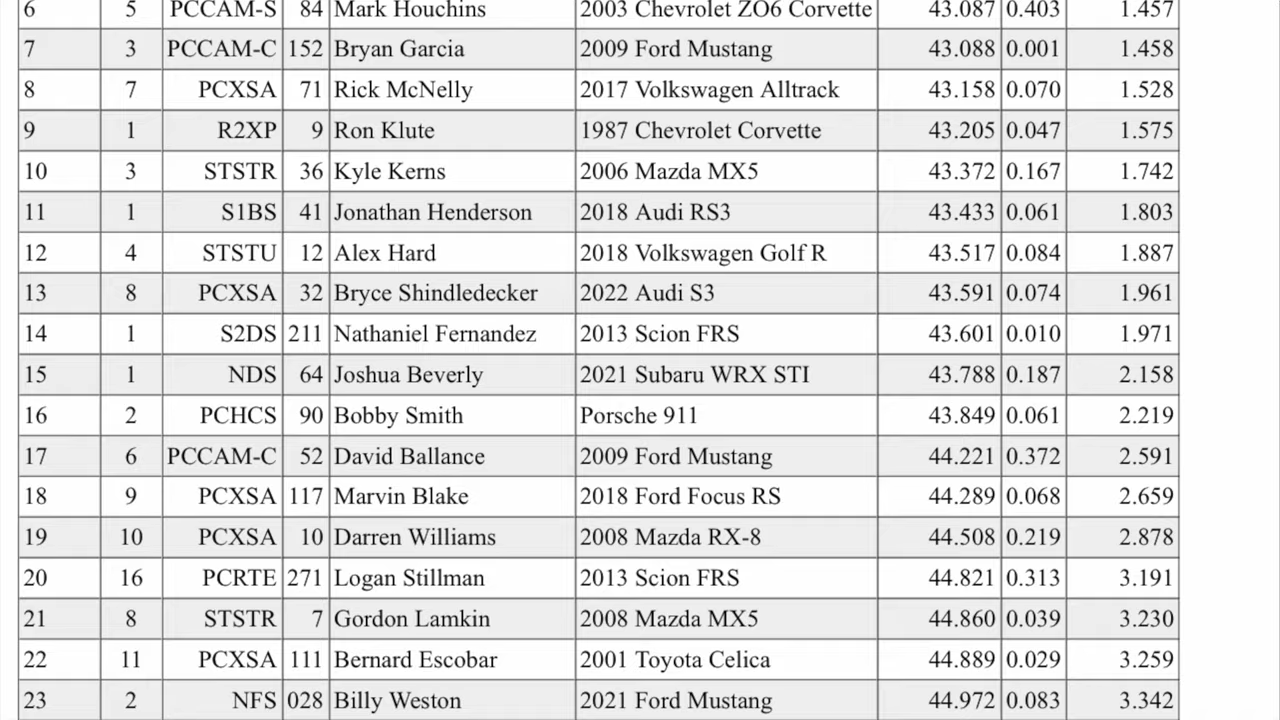 6 5 PCCAM-S 84 Mark Houchins 2003 Chevrolet ZO6 Corvette 43.087 0.403 1.457
7 3 PCCAM-C 152 Bryan Garcia 2009 Ford Mustang 43.088 0.001 1.458
8 7 PCXSA 71 Rick McNelly 2017 Volkswagen Alltrack 43.158 0.070 1.528
9 1 R2XP 9 Ron Klute 1987 Chevrolet Corvette 43.205 0.047 1.575
10 3 STSTR 36 Kyle Kerns 2006 Mazda MX5 43.372 0.167 1.742
11 1 S1BS 41 Jonathan Henderson 2018 Audi RS3 43.433 0.061 1.803
12 4 STSTU 12 Alex Hard 2018 Volkswagen Golf R 43.517 0.084 1.887
13 8 PCXSA 32 Bryce Shindledecker 2022 Audi S3 43.591 0.074 1.961
14 1 S2DS 211 Nathaniel Fernandez 2013 Scion FRS 43.601 0.010 1.971
15 1 NDS 64 Joshua Beverly 2021 Subaru WRX STI 43.788 0.187 2.158
16 2 PCHCS 90 Bobby Smith Porsche 911 43.849 0.061 2.219
17 6 PCCAM-C 52 David Ballance 2009 Ford Mustang 44.221 0.372 2.591
18 9 PCXSA 117 Marvin Blake 2018 Ford Focus RS 44.289 0.068 2.659
19 10 PCXSA 10 Darren Williams 2008 Mazda RX-8 44.508 0.219 2.878
20 16 PCRTE 271 Logan Stillman 2013 Scion FRS 44.821 0.313 3.191
21 8 STSTR 7 Gordon Lamkin 2008 Mazda MX5 44.860 0.039 3.230
22 11 PCXSA 111 Bernard Escobar 2001 Toyota Celica 44.889 0.029 3.259
23 2 NFS 028 Billy Weston 2021 Ford Mustang 44.972 0.083 3.342